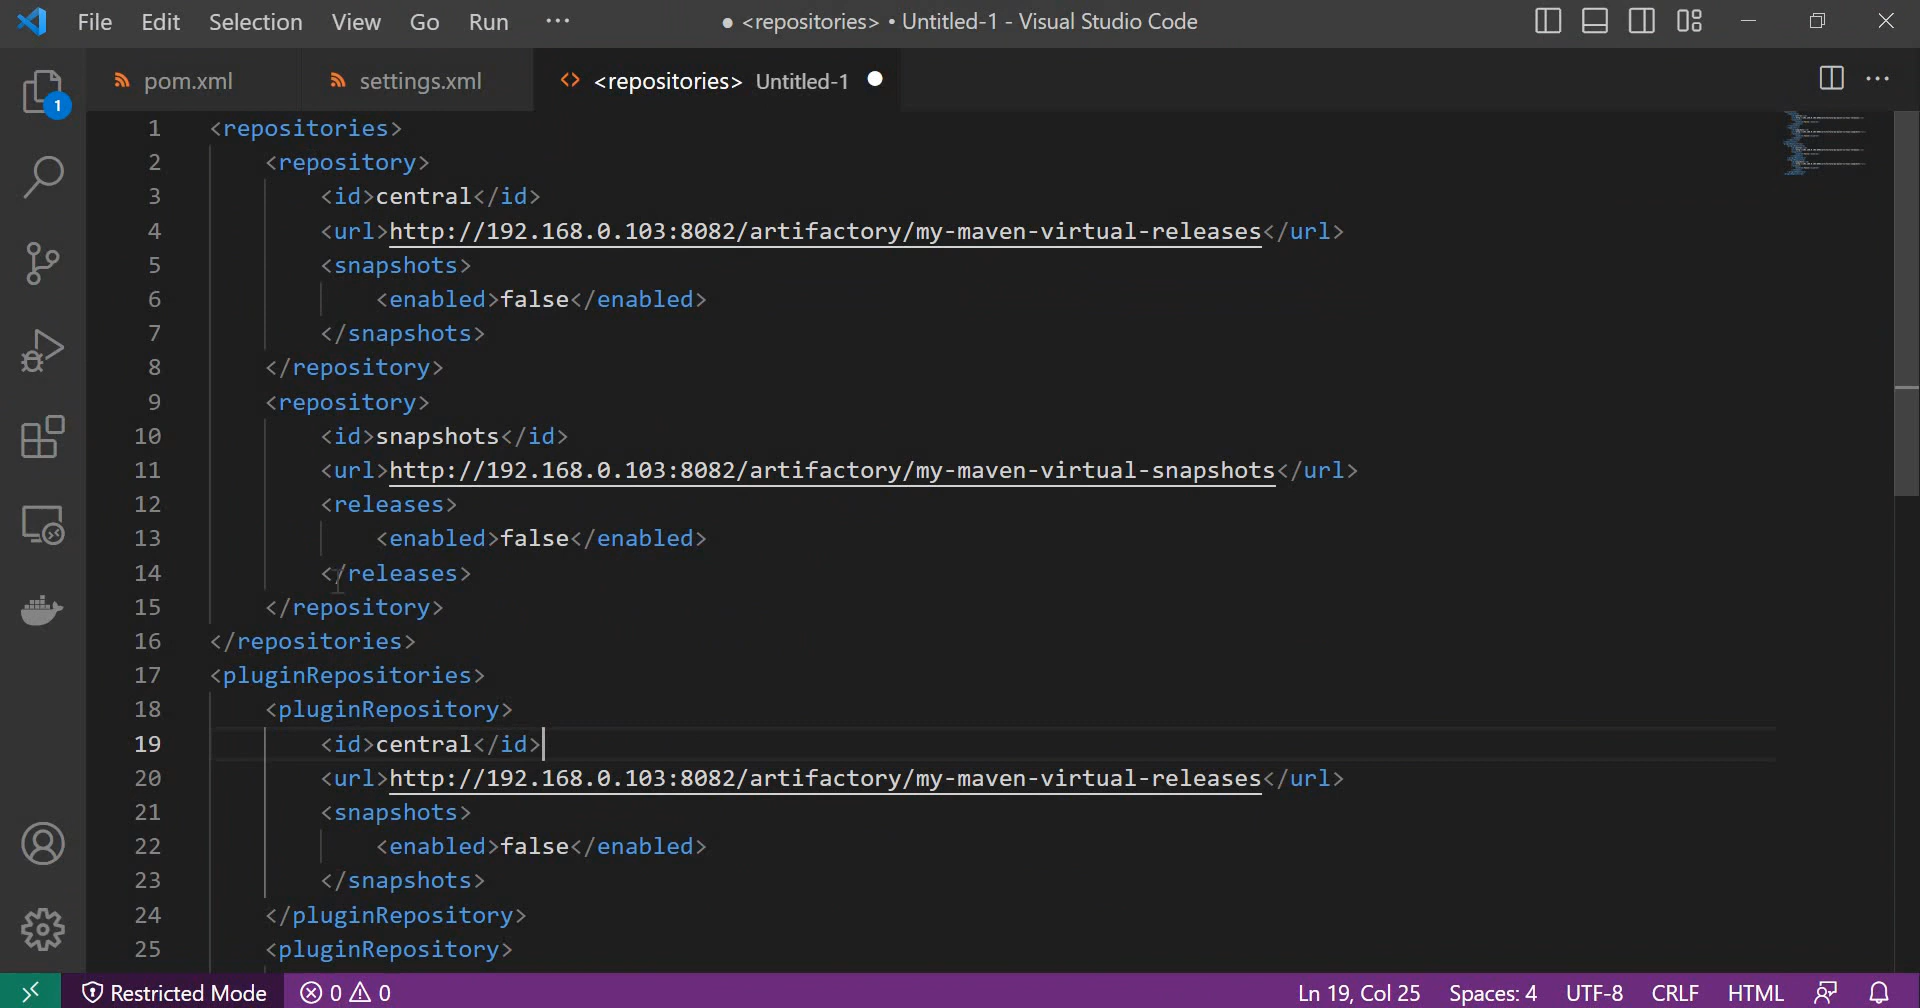 File Edit Selection View Go Run ··· ● <repositories> • Untitled-1 - Visual Studio Code
pom.xml settings.xml <> <repositories> Untitled-1 ●
1
1 <repositories>
2 <repository>
3 <id>central</id>
4 <url>http://192.168.0.103:8082/artifactory/my-maven-virtual-releases</url>
5 <snapshots>
6 <enabled>false</enabled>
7 </snapshots>
8 </repository>
9 <repository>
10 <id>snapshots</id>
11 <url>http://192.168.0.103:8082/artifactory/my-maven-virtual-snapshots</url>
12 <releases>
13 <enabled>false</enabled>
14 </releases>
15 </repository>
16 </repositories>
17 <pluginRepositories>
18 <pluginRepository>
19 <id>central</id>
20 <url>http://192.168.0.103:8082/artifactory/my-maven-virtual-releases</url>
21 <snapshots>
22 <enabled>false</enabled>
23 </snapshots>
24 </pluginRepository>
25 <pluginRepository>
Restricted Mode 0 0 Ln 19, Col 25 Spaces: 4 UTF-8 CRLF HTML